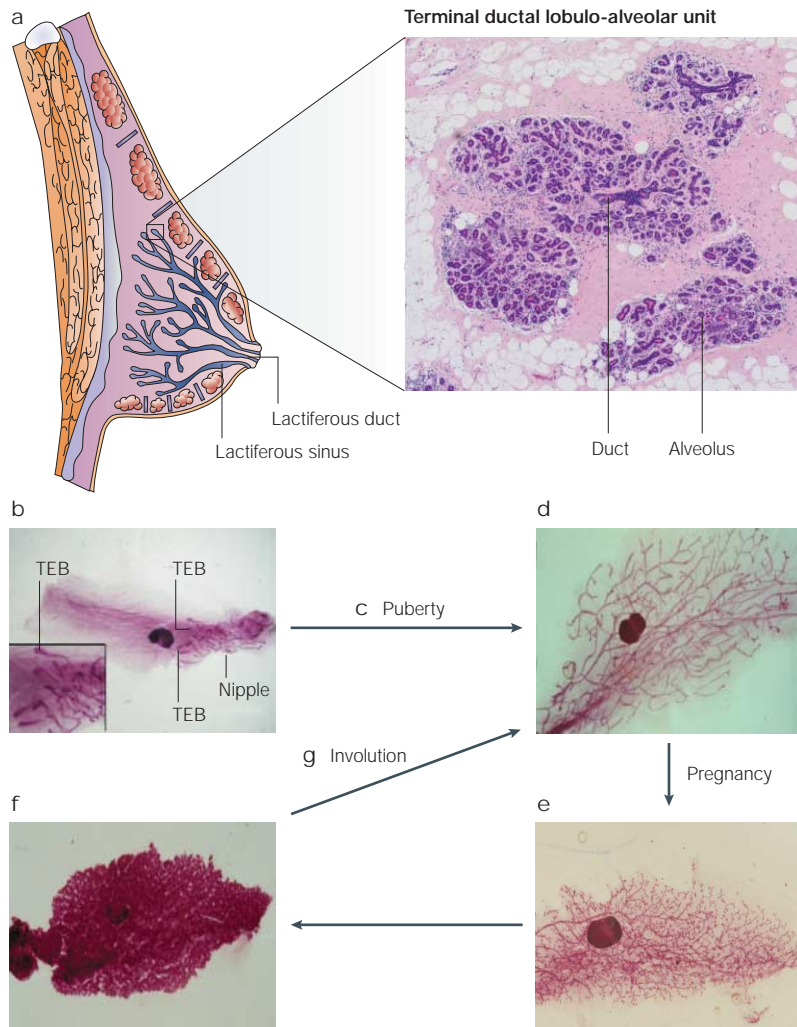 a
Terminal ductal lobulo-alveolar unit
Lactiferous duct
Lactiferous sinus
Duct
Alveolus
b
d
TEB
TEB
c Puberty
Nipple
TEB
g Involution
Pregnancy
f
e